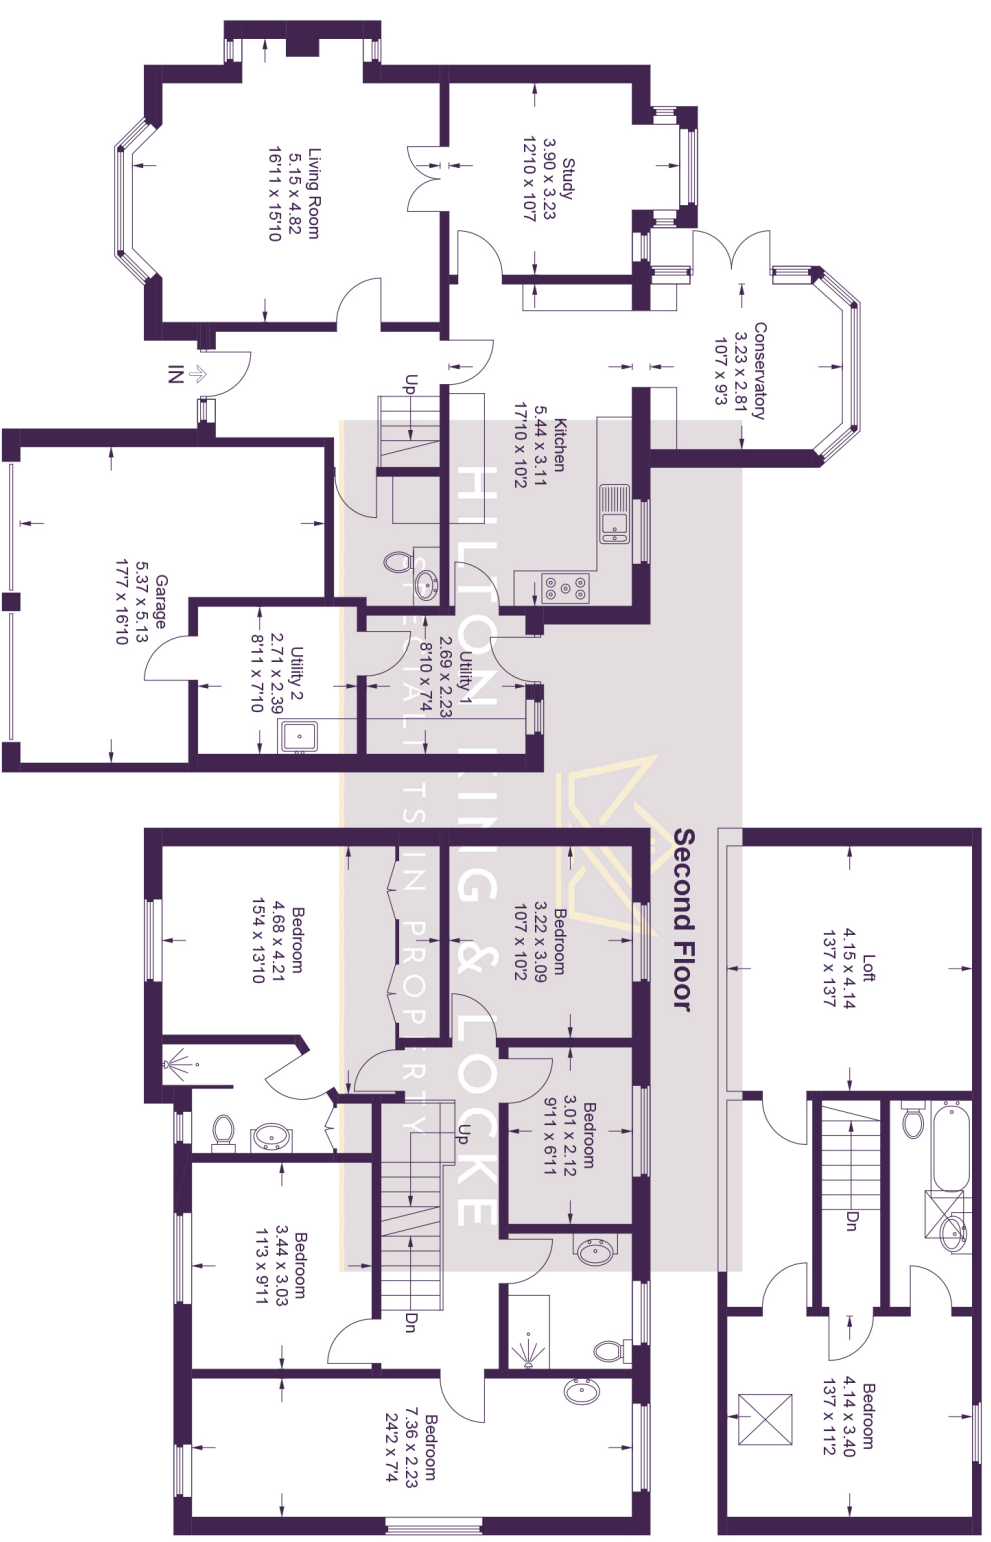 Conservatory
3.23 x 2.81
10'7 x 9'3
Study
3.90 x 3.23
12'10 x 10'7
Kitchen
5.44 x 3.11
17'10 x 10'2
Living Room
5.15 x 4.82
16'11 x 15'10
Up
IN
Utility 1
2.69 x 2.23
8'10 x 7'4
Utility 2
2.71 x 2.39
8'11 x 7'10
Garage
5.37 x 5.13
17'7 x 16'10
Second Floor
Loft
4.15 x 4.14
13'7 x 13'7
Dn
Bedroom
4.14 x 3.40
13'7 x 11'2
Bedroom
3.22 x 3.09
10'7 x 10'2
Bedroom
3.01 x 2.12
9'11 x 6'11
Bedroom
4.68 x 4.21
15'4 x 13'10
Up
Dn
Bedroom
3.44 x 3.03
11'3 x 9'11
Bedroom
7.36 x 2.23
24'2 x 7'4
HILTON KING & LOCKE
SPECIALISTS IN PROPERTY